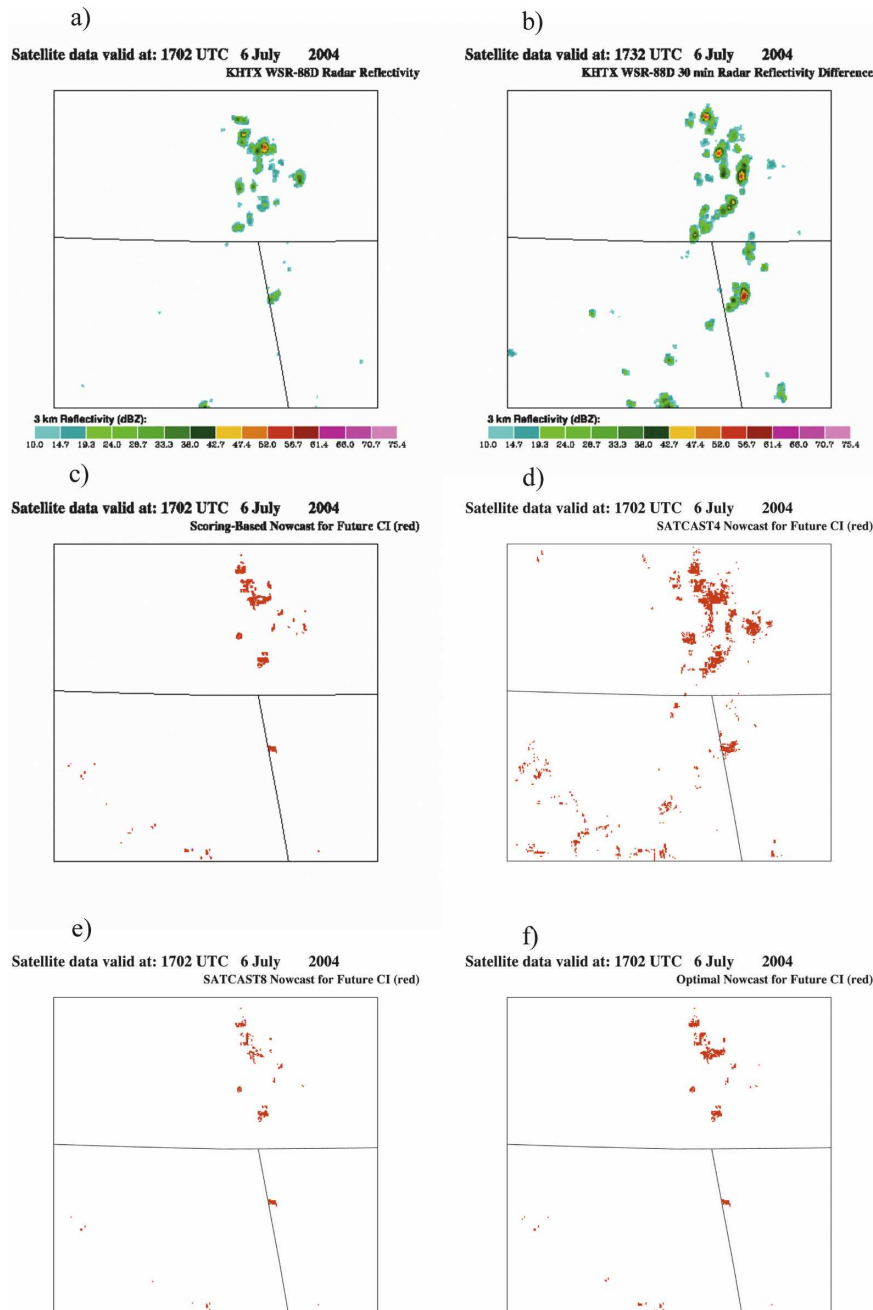 a)
Satellite data valid at: 1702 UTC 6 July 2004
KHTX WSR-88D Radar Reflectivity
3 km Reflectivity (dBZ):
10.0 14.7 19.3 24.0 28.7 33.3 38.0 42.7 47.4 52.0 56.7 61.4 66.0 70.7 75.4
b)
Satellite data valid at: 1732 UTC 6 July 2004
KHTX WSR-88D 30 min Radar Reflectivity Difference
3 km Reflectivity (dBZ):
10.0 14.7 19.3 24.0 28.7 33.3 38.0 42.7 47.4 52.0 56.7 61.4 66.0 70.7 75.4
c)
Satellite data valid at: 1702 UTC 6 July 2004
Scoring-Based Nowcast for Future CI (red)
d)
Satellite data valid at: 1702 UTC 6 July 2004
SATCAST4 Nowcast for Future CI (red)
e)
Satellite data valid at: 1702 UTC 6 July 2004
SATCAST8 Nowcast for Future CI (red)
f)
Satellite data valid at: 1702 UTC 6 July 2004
Optimal Nowcast for Future CI (red)